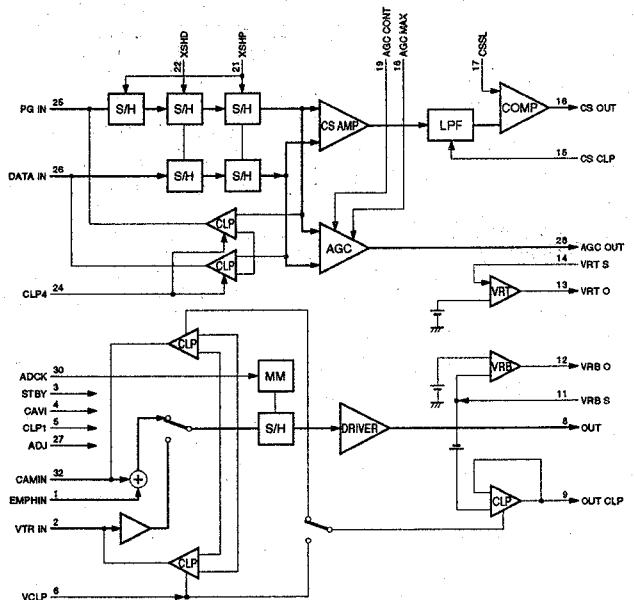 22 XSHD
21 XSHP
19 AGC CONT
18 AGC MAX
17 CSSL
PG IN 25
S/H
S/H
S/H
CS AMP
LPF
COMP
16 CS OUT
15 CS CLP
DATA IN 26
S/H
S/H
CLP
CLP
AGC
28 AGC OUT
14 VRT S
CLP4 24
VRT
13 VRT O
CLP
ADCK 30
MM
VRB
12 VRB O
STBY 3
CAVI 4
11 VRB S
CLP1 5
S/H
DRIVER
8 OUT
ADJ 27
CAMIN 32
+
EMPHIN 1
CLP
9 OUT CLP
VTR IN 2
CLP
VCLP 6